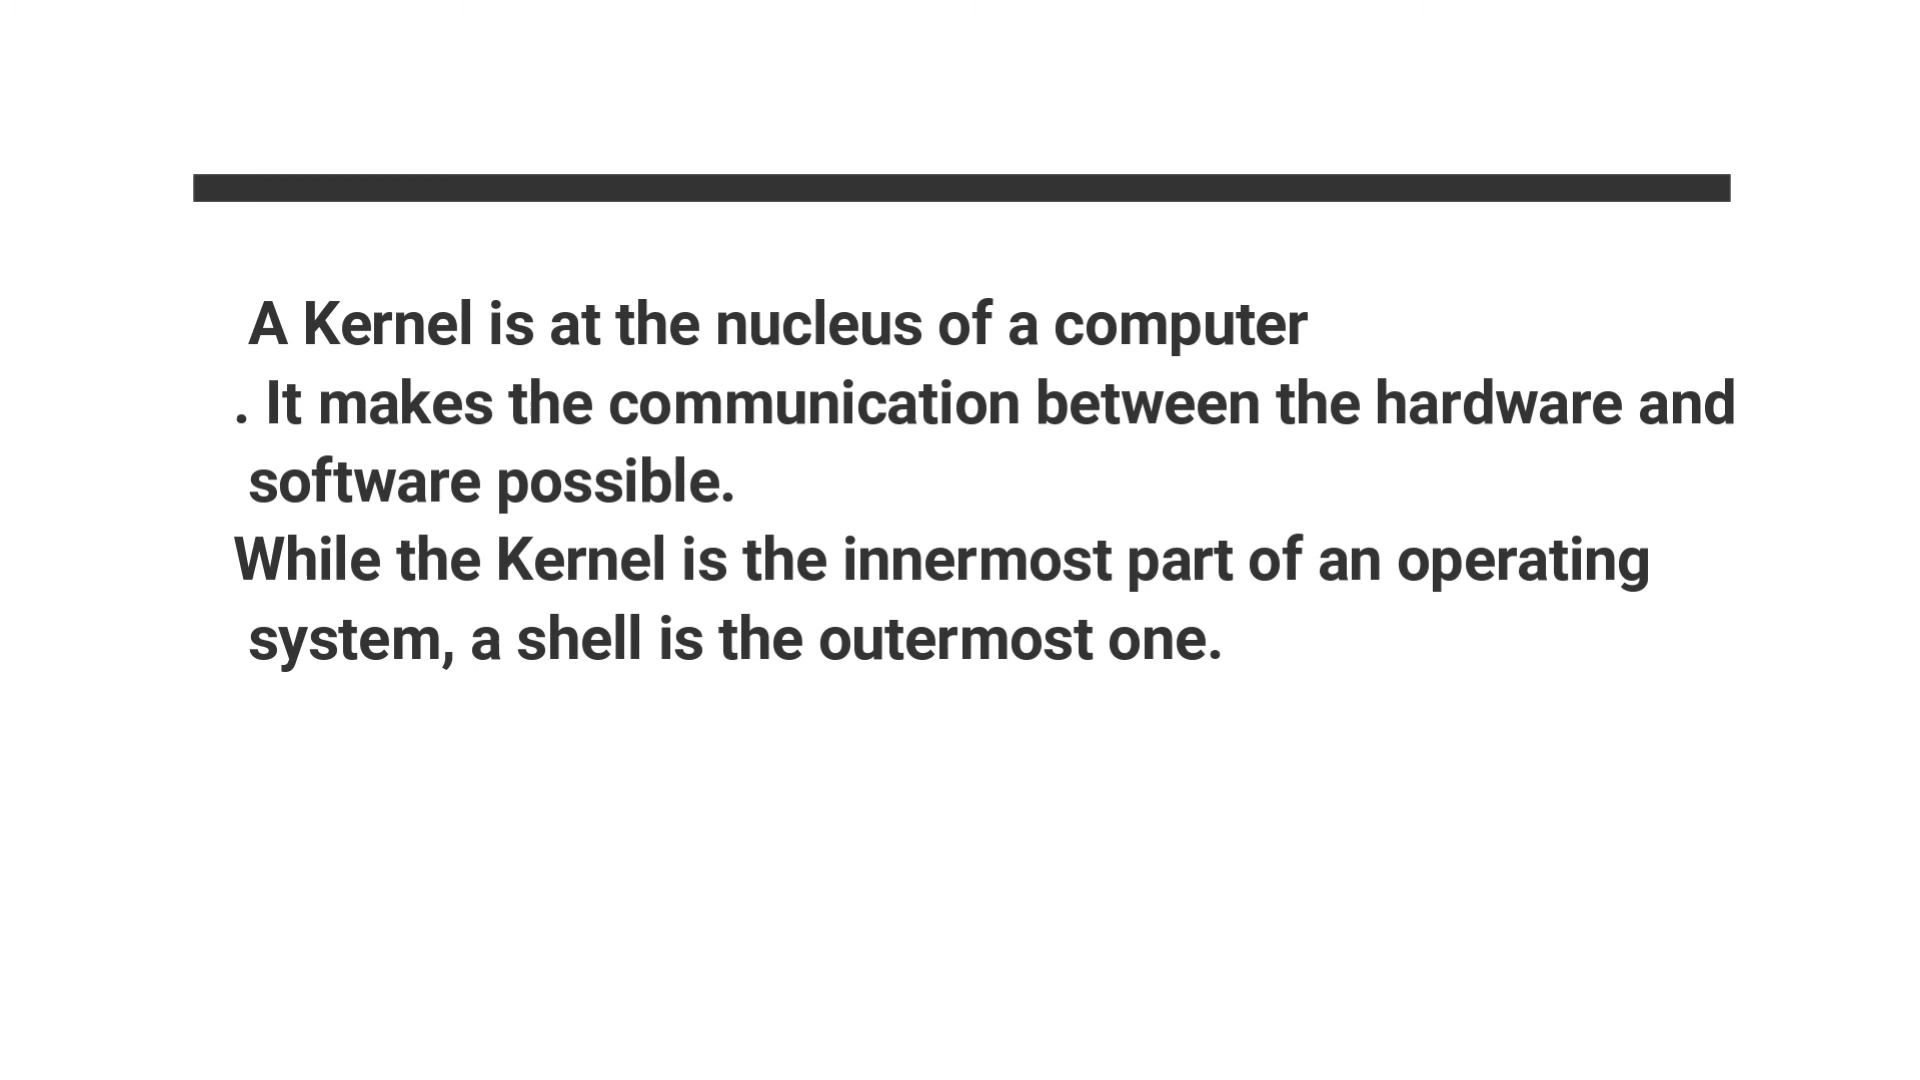 A Kernel is at the nucleus of a computer
. It makes the communication between the hardware and
software possible.
While the Kernel is the innermost part of an operating
system, a shell is the outermost one.